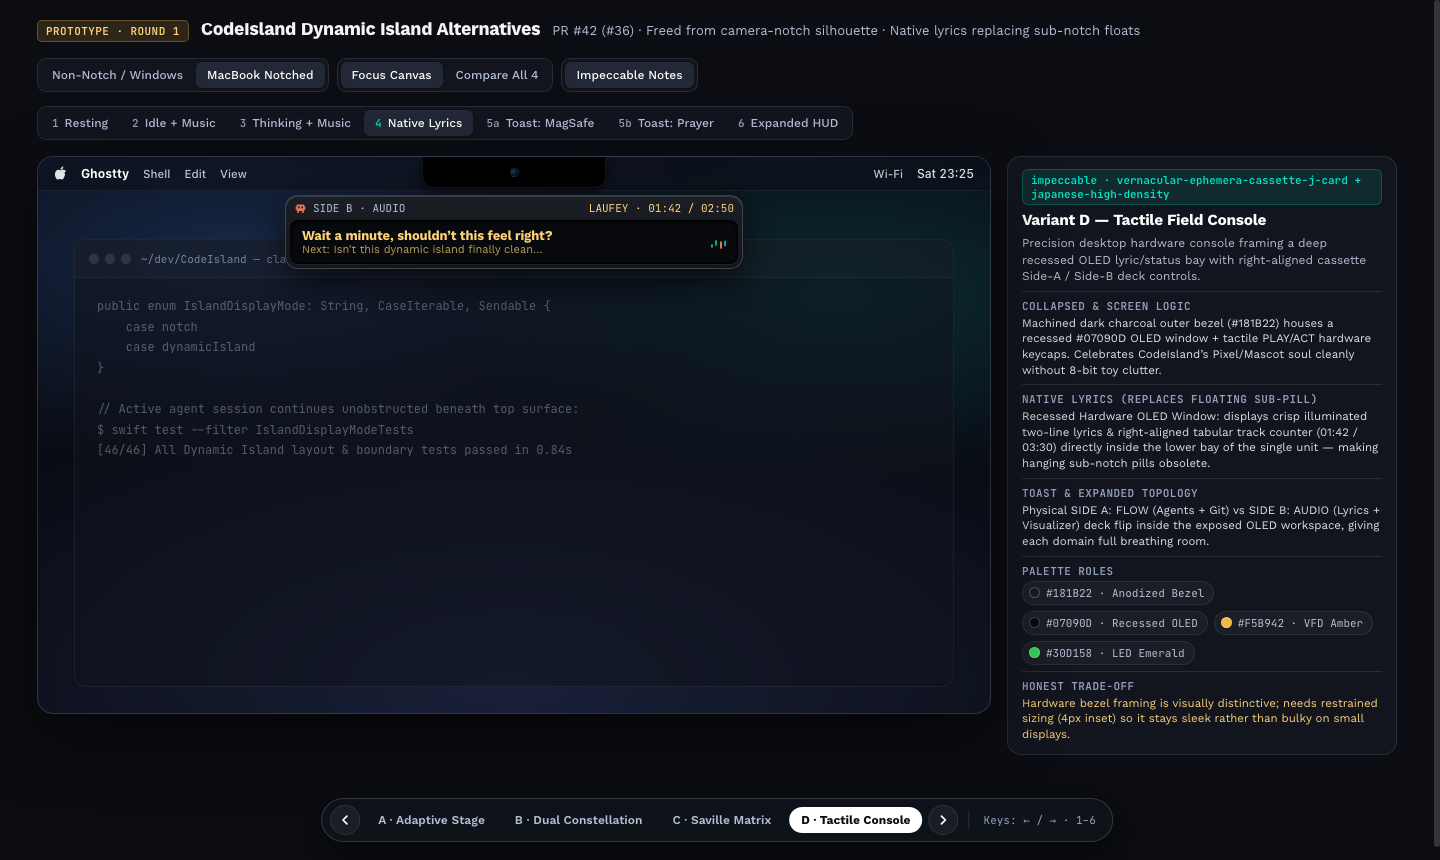 PROTOTYPE · ROUND 1
CodeIsland Dynamic Island Alternatives
PR #42 (#36) · Freed from camera-notch silhouette · Native lyrics replacing sub-notch floats
Non-Notch / Windows
MacBook Notched
Focus Canvas
Compare All 4
Impeccable Notes
1 Resting
2 Idle + Music
3 Thinking + Music
4 Native Lyrics
5a Toast: MagSafe
5b Toast: Prayer
6 Expanded HUD
Ghostty Shell Edit View
Wi-Fi Sat 23:25
SIDE B · AUDIO
LAUFEY · 01:42 / 02:50
Wait a minute, shouldn’t this feel right?
Next: Isn’t this dynamic island finally clean…
~/dev/CodeIsland — cla
public enum IslandDisplayMode: String, CaseIterable, Sendable {
    case notch
    case dynamicIsland
}
// Active agent session continues unobstructed beneath top surface:
$ swift test --filter IslandDisplayModeTests
[46/46] All Dynamic Island layout & boundary tests passed in 0.84s
impeccable · vernacular-ephemera-cassette-j-card +
japanese-high-density
Variant D — Tactile Field Console
Precision desktop hardware console framing a deep
recessed OLED lyric/status bay with right-aligned cassette
Side-A / Side-B deck controls.
COLLAPSED & SCREEN LOGIC
Machined dark charcoal outer bezel (#181B22) houses a
recessed #07090D OLED window + tactile PLAY/ACT hardware
keycaps. Celebrates CodeIsland’s Pixel/Mascot soul cleanly
without 8-bit toy clutter.
NATIVE LYRICS (REPLACES FLOATING SUB-PILL)
Recessed Hardware OLED Window: displays crisp illuminated
two-line lyrics & right-aligned tabular track counter (01:42 /
03:30) directly inside the lower bay of the single unit — making
hanging sub-notch pills obsolete.
TOAST & EXPANDED TOPOLOGY
Physical SIDE A: FLOW (Agents + Git) vs SIDE B: AUDIO (Lyrics +
Visualizer) deck flip inside the exposed OLED workspace, giving
each domain full breathing room.
PALETTE ROLES
#181B22 · Anodized Bezel
#07090D · Recessed OLED
#F5B942 · VFD Amber
#30D158 · LED Emerald
HONEST TRADE-OFF
Hardware bezel framing is visually distinctive; needs restrained
sizing (4px inset) so it stays sleek rather than bulky on small
displays.
A · Adaptive Stage
B · Dual Constellation
C · Saville Matrix
D · Tactile Console
Keys: ← / → · 1–6